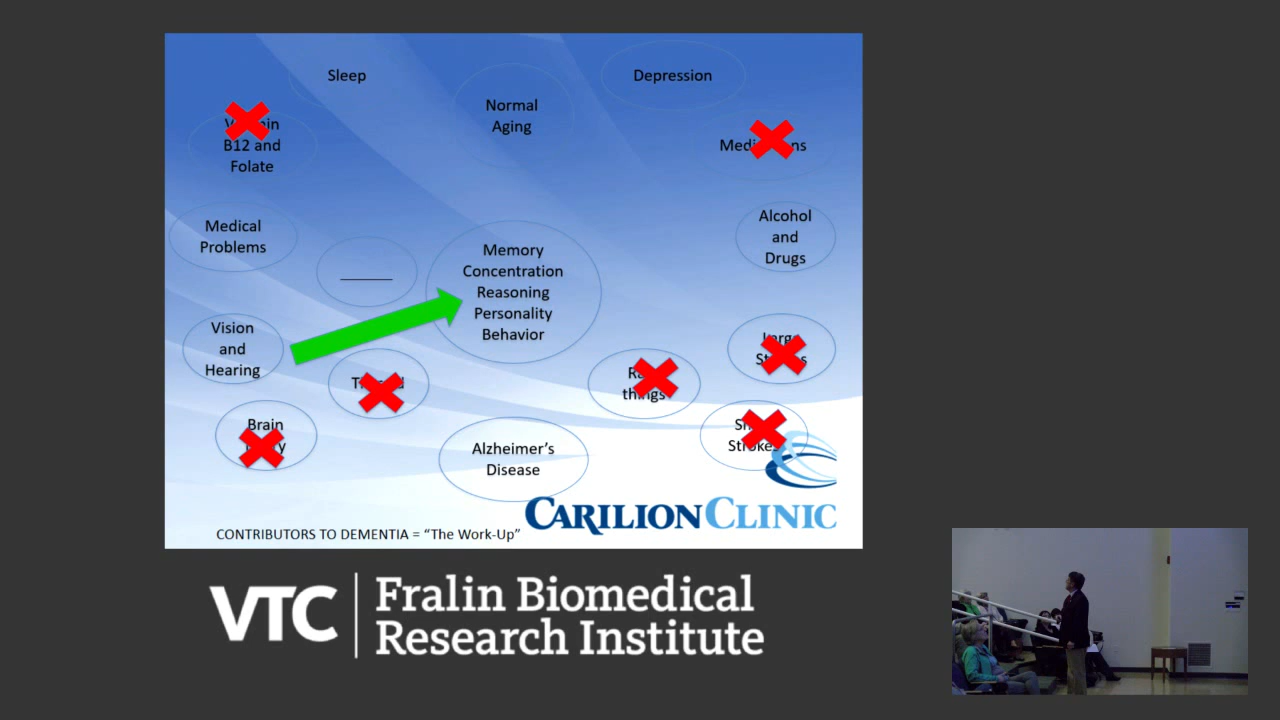 Sleep
Depression
Normal
Aging
B12 and
Folate
Medical
Problems
Alcohol
and
Drugs
Memory
Concentration
Reasoning
Personality
Behavior
Vision
and
Hearing
things
Brain
Alzheimer’s
Disease
CARILION CLINIC
CONTRIBUTORS TO DEMENTIA = “The Work-Up”
VTC
Fralin Biomedical
Research Institute